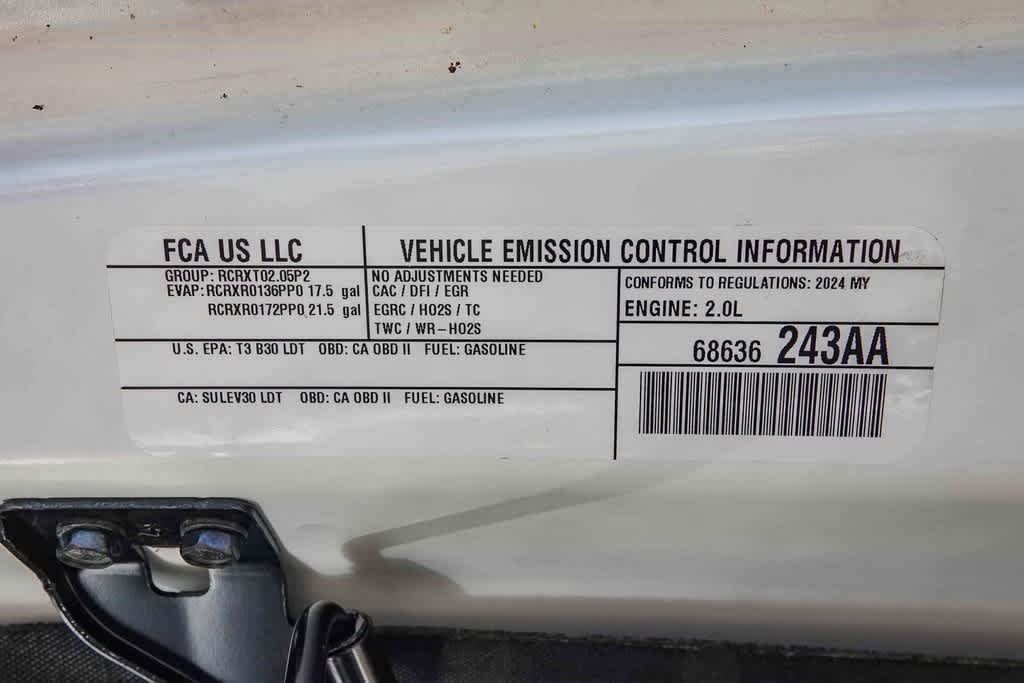 FCA US LLC
VEHICLE EMISSION CONTROL INFORMATION
GROUP: RCRXT02.05P2
EVAP: RCRXR0136PP0 17.5 gal
RCRXR0172PP0 21.5 gal
NO ADJUSTMENTS NEEDED
CAC / DFI / EGR
EGRC / HO2S / TC
TWC / WR-HO2S
CONFORMS TO REGULATIONS: 2024 MY
ENGINE: 2.0L
68636 243AA
U.S. EPA: T3 B30 LDT OBD: CA OBD II FUEL: GASOLINE
CA: SULEV30 LDT OBD: CA OBD II FUEL: GASOLINE